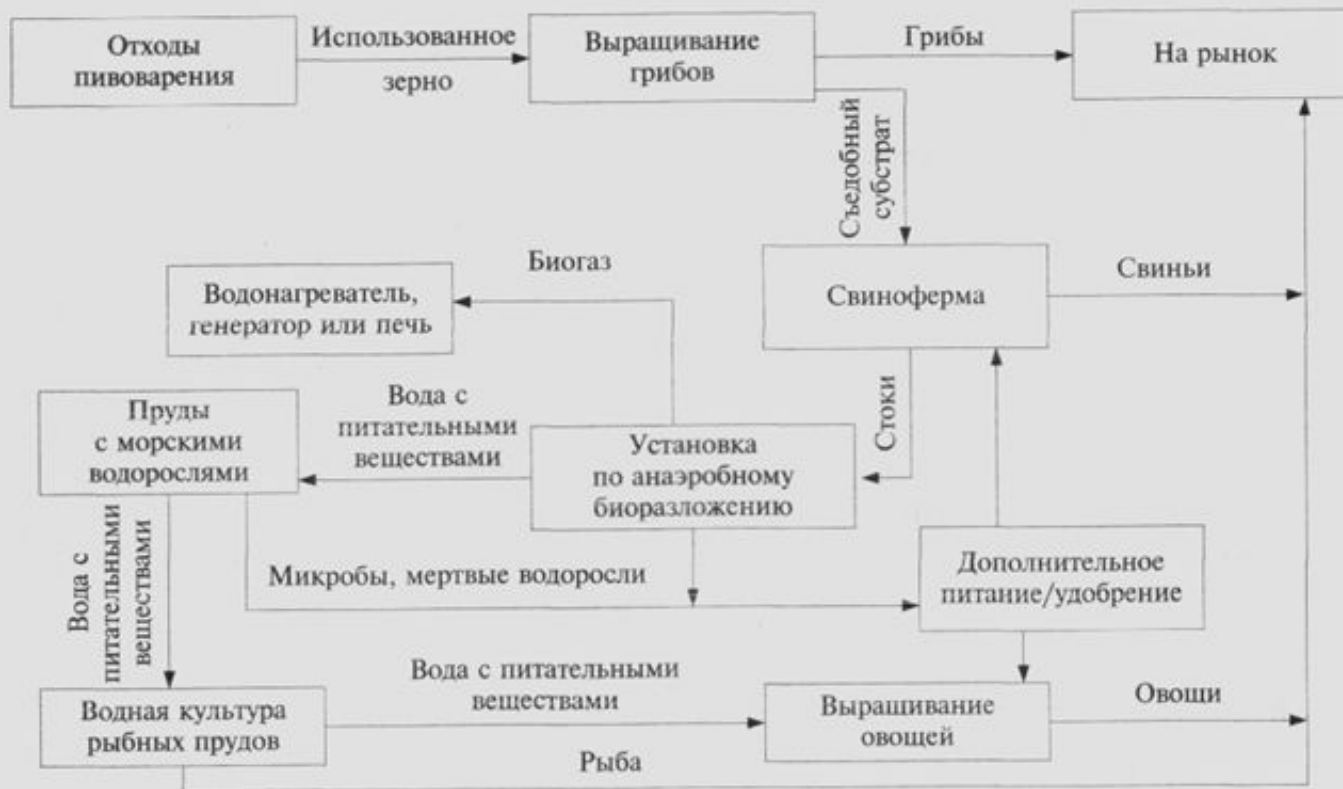 Отходы
пивоварения
Использованное
зерно
Выращивание
грибов
Грибы
На рынок
Съедобный
субстрат
Биогаз
Водонагреватель,
генератор или печь
Свиноферма
Свиньи
Стоки
Пруды
с морскими
водорослями
Вода с
питательными
веществами
Установка
по анаэробному
биоразложению
Вода с
питательными
веществами
Микробы, мертвые водоросли
Дополнительное
питание/удобрение
Водная культура
рыбных прудов
Вода с питательными
веществами
Выращивание
овощей
Овощи
Рыба